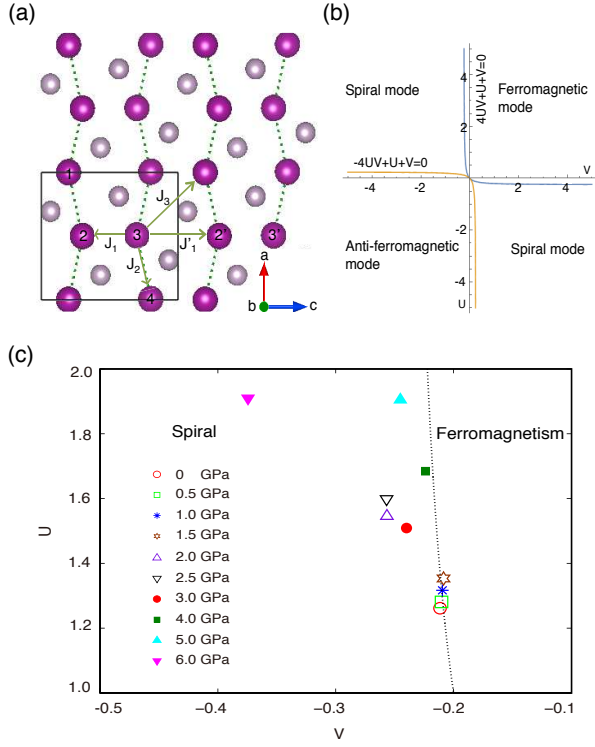 (a)
1
2
3
2'
3'
4
J3
J1
J'1
J2
a
b
c
(b)
Spiral mode
Ferromagnetic
mode
4UV+U+V=0
-4UV+U+V=0
Anti-ferromagnetic
mode
Spiral mode
V
U
4
2
-4
-2
2
4
-2
-4
(c)
2.0
1.8
1.6
1.4
1.2
1.0
U
Spiral
Ferromagnetism
0 GPa
0.5 GPa
1.0 GPa
1.5 GPa
2.0 GPa
2.5 GPa
3.0 GPa
4.0 GPa
5.0 GPa
6.0 GPa
−0.5
−0.4
−0.3
−0.2
−0.1
V